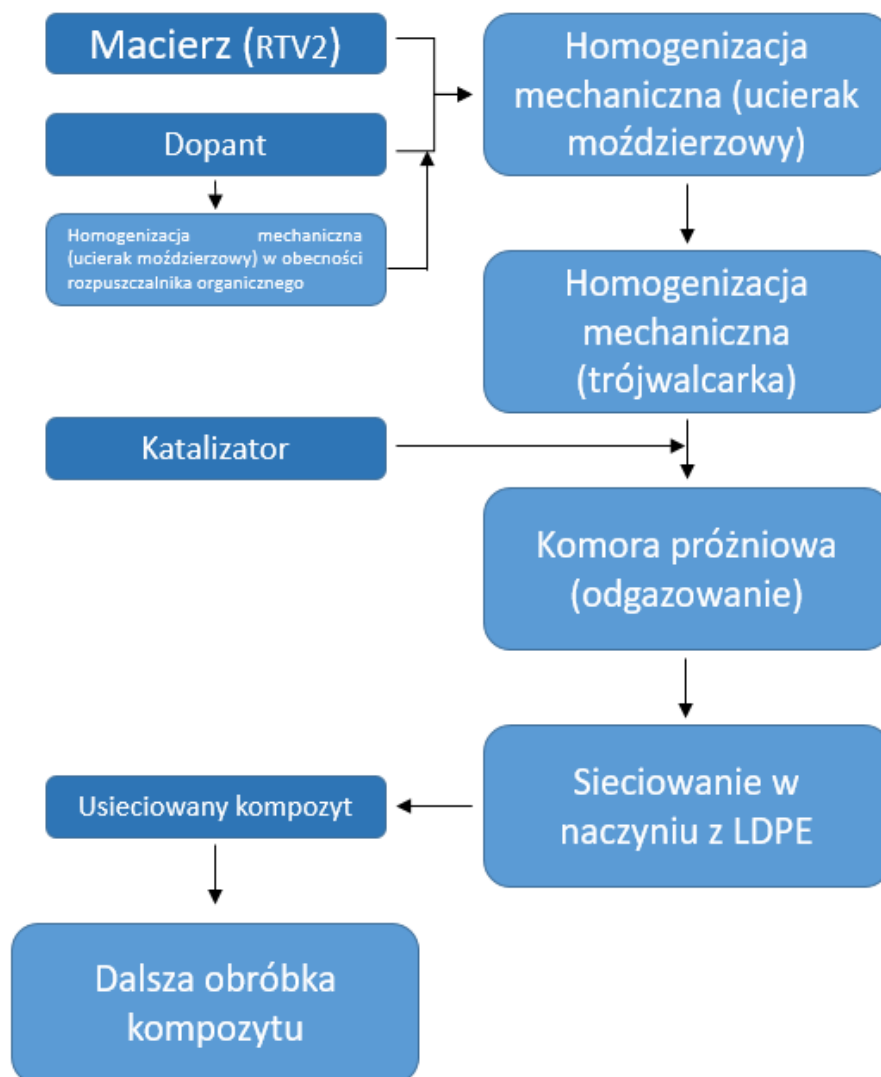 Macierz (RTV2)
Homogenizacja
mechaniczna (ucierak
moździerzowy)
Dopant
Homogenizacja mechaniczna
(ucierak moździerzowy) w obecności
rozpuszczalnika organicznego
Homogenizacja
mechaniczna
(trójwalcarka)
Katalizator
Komora próżniowa
(odgazowanie)
Sieciowanie w
naczyniu z LDPE
Usieciowany kompozyt
Dalsza obróbka
kompozytu